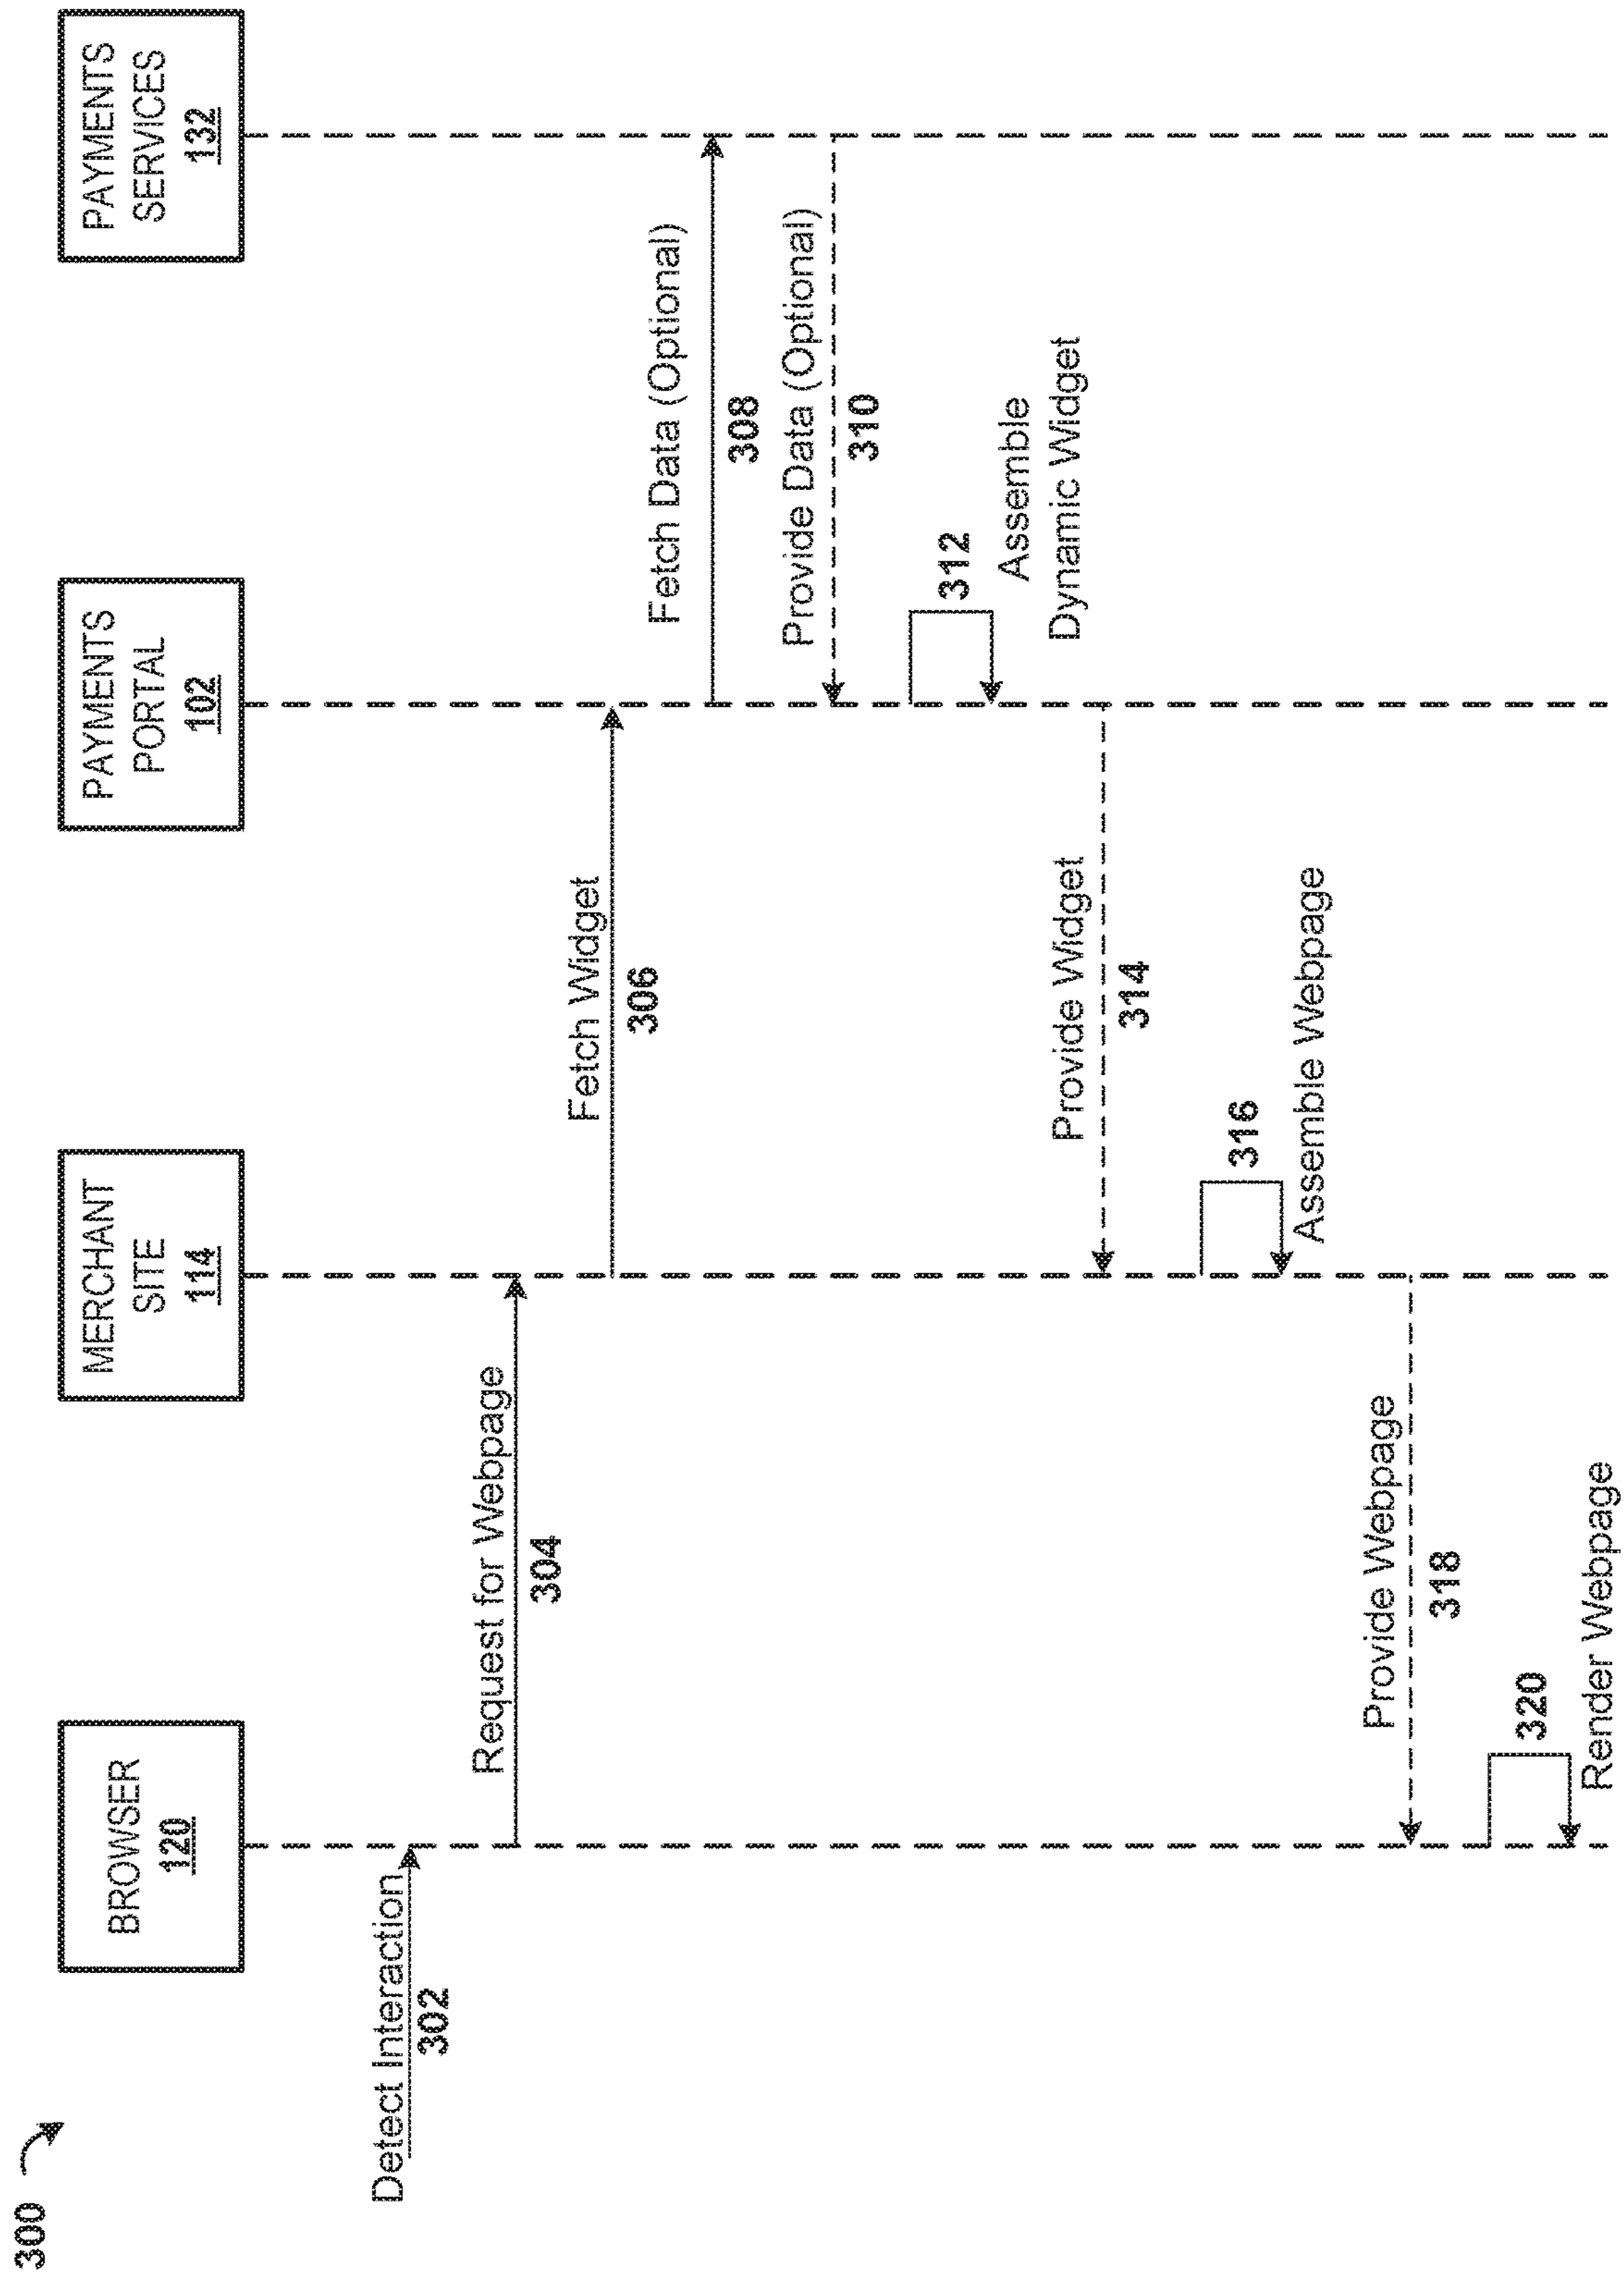 300
BROWSER
120
MERCHANT
SITE
114
PAYMENTS
PORTAL
102
PAYMENTS
SERVICES
132
Detect Interaction
302
Request for Webpage
304
Fetch Widget
306
Fetch Data (Optional)
308
Provide Data (Optional)
310
312
Assemble
Dynamic Widget
Provide Widget
314
316
Assemble Webpage
Provide Webpage
318
320
Render Webpage